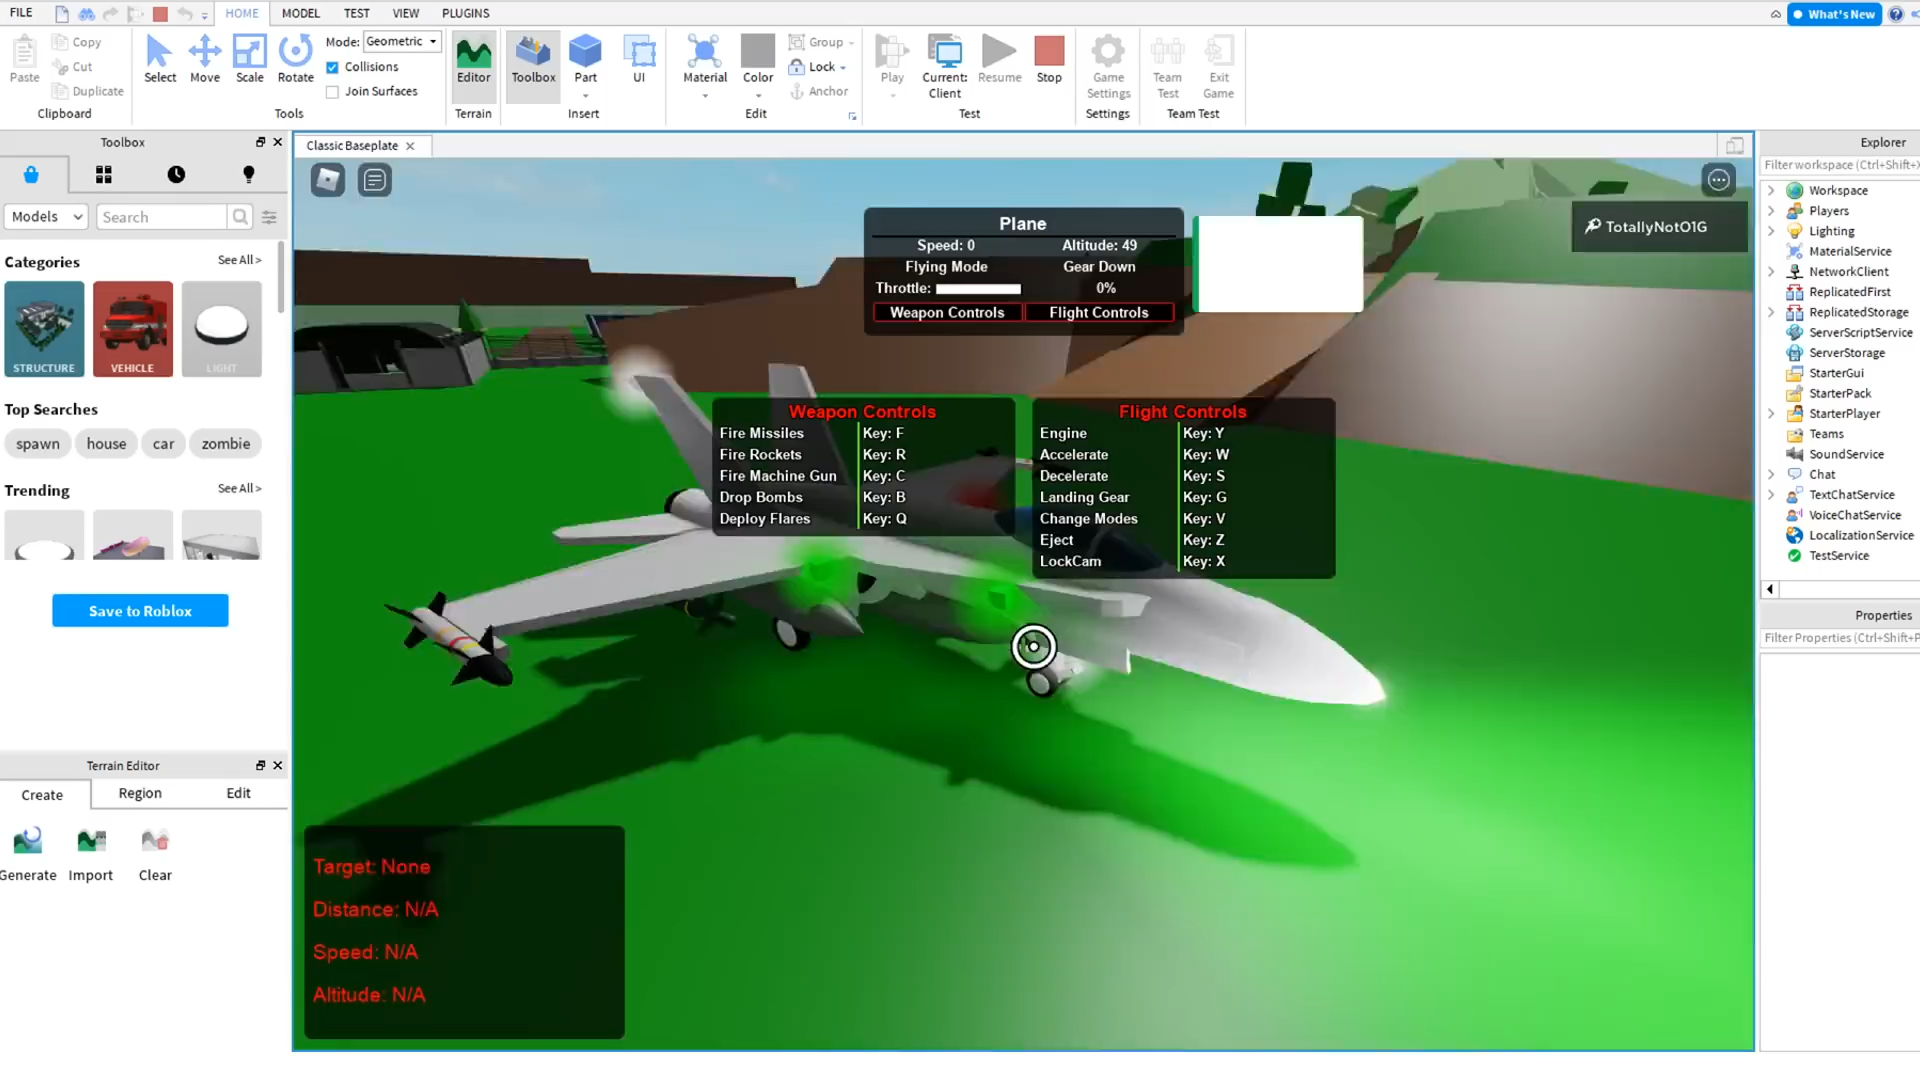 FILE
HOME
MODEL
TEST
VIEW
PLUGINS
What's New
Paste
Copy
Cut
Duplicate
Clipboard
Select
Move
Scale
Rotate
Mode: Geometric
Collisions
Join Surfaces
Tools
Editor
Terrain
Toolbox
Part
UI
Insert
Material
Color
Group
Lock
Anchor
Edit
Play
Current:
Client
Resume
Stop
Test
Game
Settings
Settings
Team
Test
Exit
Game
Team Test
Toolbox
Models
Search
Categories
See All >
STRUCTURE
VEHICLE
LIGHT
Top Searches
spawn
house
car
zombie
Trending
See All >
Save to Roblox
Terrain Editor
Create
Region
Edit
Generate
Import
Clear
Classic Baseplate
Plane
Speed: 0
Altitude: 49
Flying Mode
Gear Down
Throttle:
0%
Weapon Controls
Flight Controls
TotallyNotO1G
Weapon Controls
Fire Missiles Key: F
Fire Rockets Key: R
Fire Machine Gun Key: C
Drop Bombs Key: B
Deploy Flares Key: Q
Flight Controls
Engine Key: Y
Accelerate Key: W
Decelerate Key: S
Landing Gear Key: G
Change Modes Key: V
Eject Key: Z
LockCam Key: X
Target: None
Distance: N/A
Speed: N/A
Altitude: N/A
Explorer
Filter workspace (Ctrl+Shift+X
Workspace
Players
Lighting
MaterialService
NetworkClient
ReplicatedFirst
ReplicatedStorage
ServerScriptService
ServerStorage
StarterGui
StarterPack
StarterPlayer
Teams
SoundService
Chat
TextChatService
VoiceChatService
LocalizationService
TestService
Properties
Filter Properties (Ctrl+Shift+P